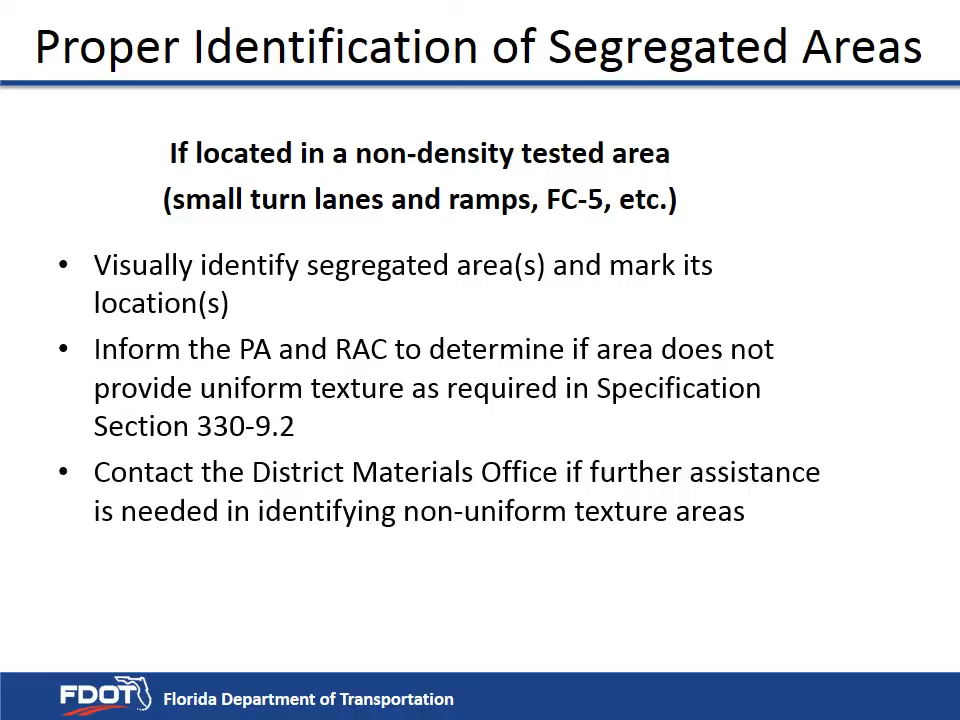 Proper Identification of Segregated Areas
If located in a non-density tested area
(small turn lanes and ramps, FC-5, etc.)
• Visually identify segregated area(s) and mark its
location(s)
• Inform the PA and RAC to determine if area does not
provide uniform texture as required in Specification
Section 330-9.2
• Contact the District Materials Office if further assistance
is needed in identifying non-uniform texture areas
FDOT Florida Department of Transportation